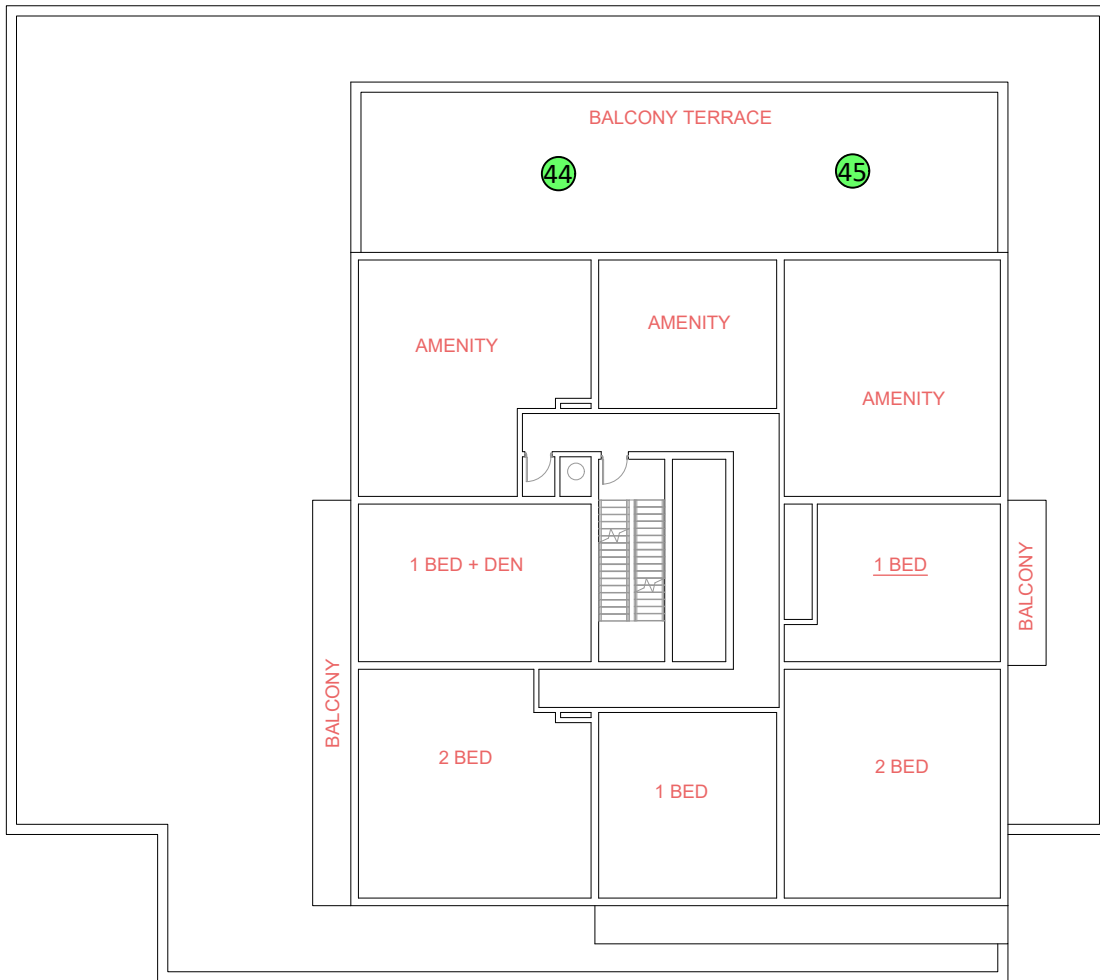 BALCONY TERRACE
44
45
AMENITY
AMENITY
AMENITY
1 BED + DEN
1 BED
BALCONY
BALCONY
2 BED
1 BED
2 BED